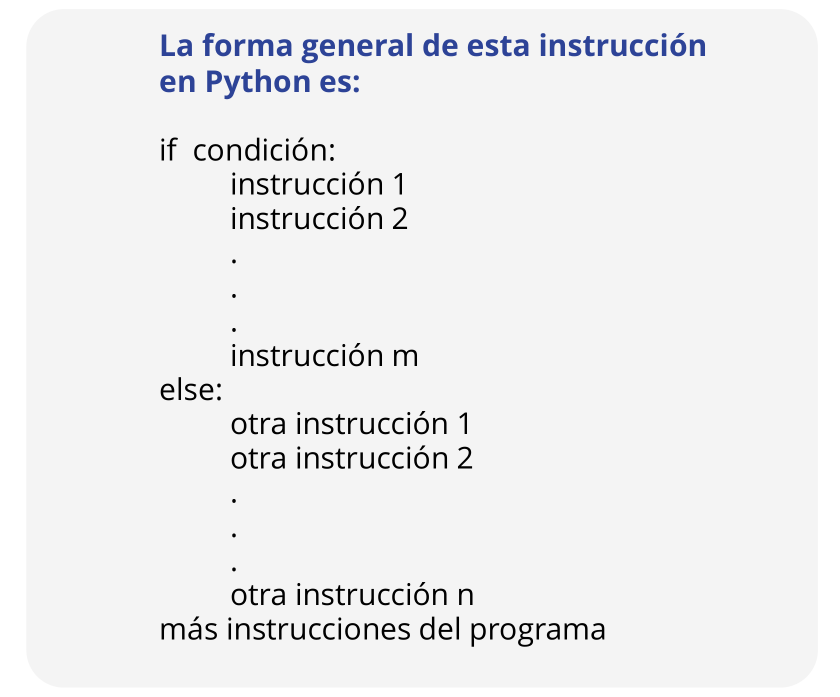 La forma general de esta instrucción
en Python es:
if condición:
instrucción 1
instrucción 2
.
.
.
instrucción m
else:
otra instrucción 1
otra instrucción 2
.
.
.
otra instrucción n
más instrucciones del programa